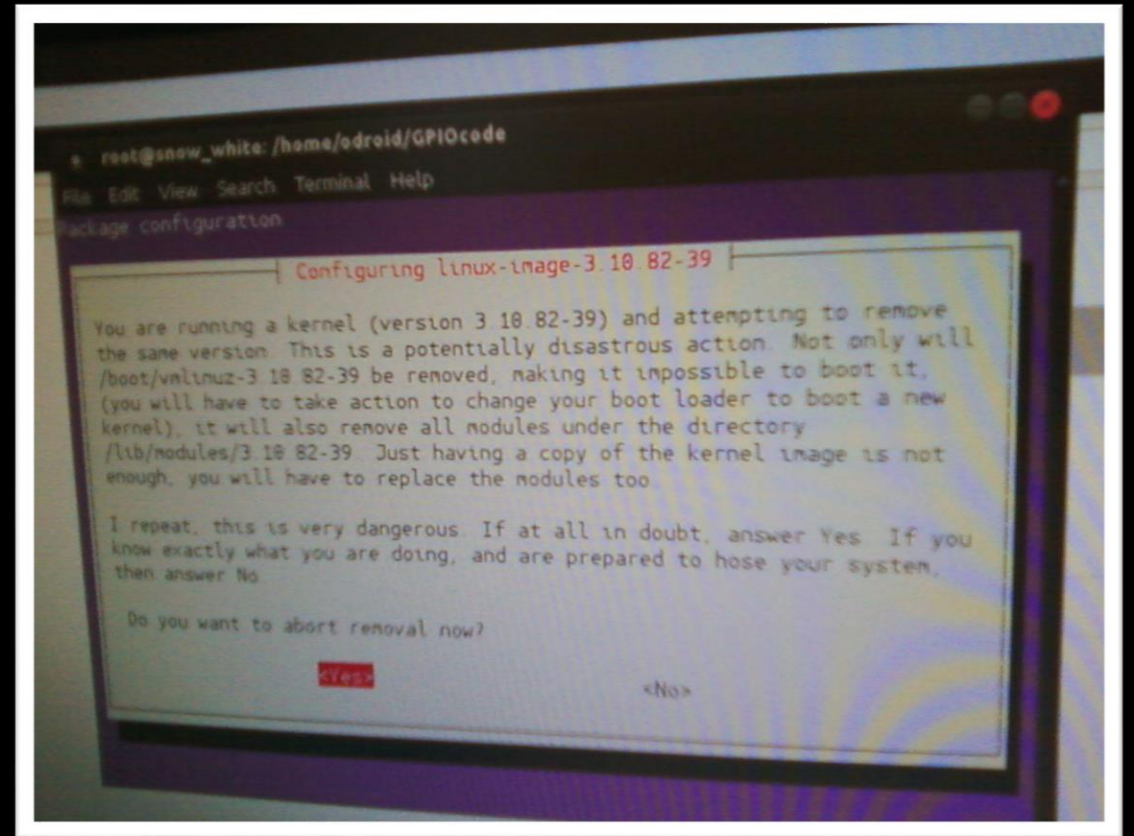 root@snow_white: /home/odroid/GPIOcode
File Edit View Search Terminal Help
Package configuration
Configuring linux-image-3.10.82-39
You are running a kernel (version 3.10.82-39) and attempting to remove
the same version. This is a potentially disastrous action. Not only will
/boot/vmlinuz-3.10.82-39 be removed, making it impossible to boot it,
(you will have to take action to change your boot loader to boot a new
kernel), it will also remove all modules under the directory
/lib/modules/3.10.82-39. Just having a copy of the kernel image is not
enough, you will have to replace the modules too.
I repeat, this is very dangerous. If at all in doubt, answer Yes. If you
know exactly what you are doing, and are prepared to hose your system,
then answer No.
Do you want to abort removal now?
<Yes> <No>